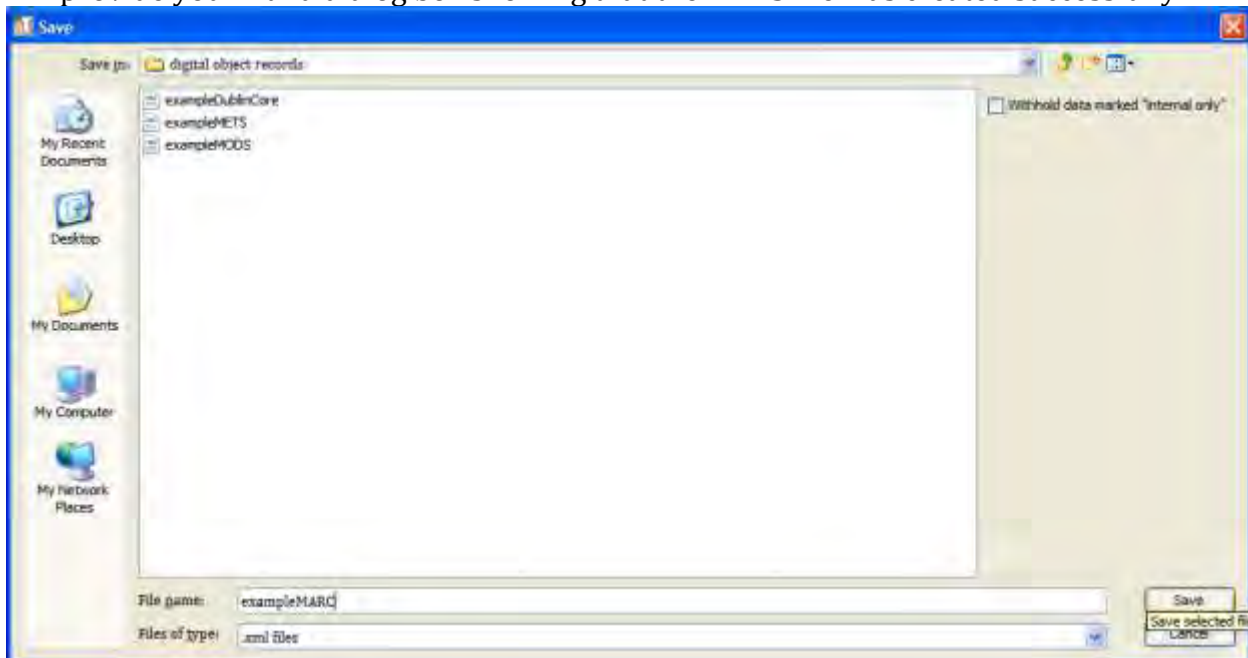 Save
Save in:
digital object records
exampleDublinCore
exampleMETS
exampleMODS
Withhold data marked "internal only"
My Recent
Documents
Desktop
My Documents
My Computer
My Network
Places
File name:
exampleMARC
Save
Files of type:
.xml files
Save selected fi
Cancel